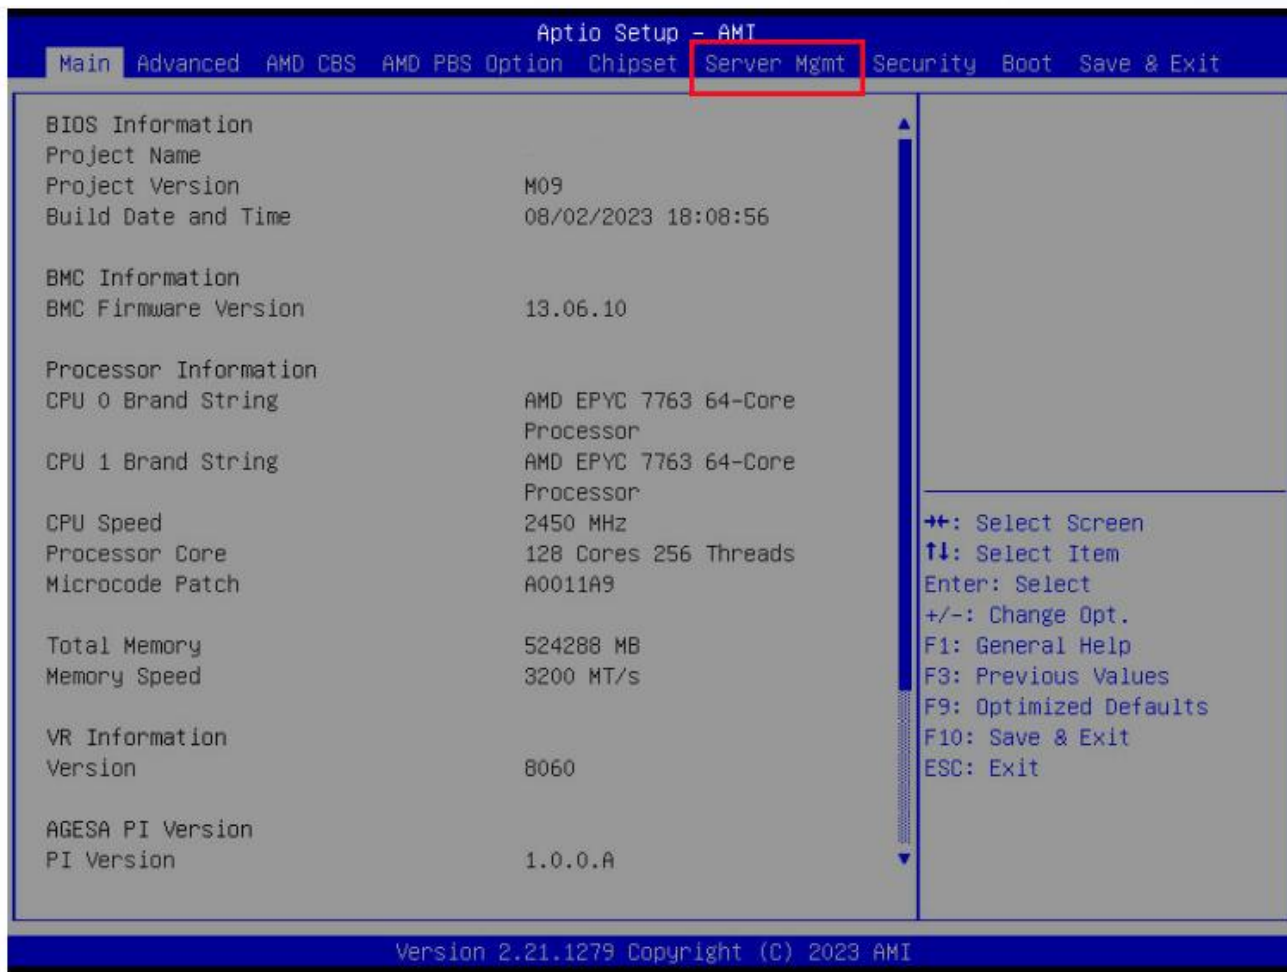 Aptio Setup – AMI
Main Advanced AMD CBS AMD PBS Option Chipset Server Mgmt Security Boot Save & Exit
BIOS Information
Project Name
Project Version M09
Build Date and Time 08/02/2023 18:08:56
BMC Information
BMC Firmware Version 13.06.10
Processor Information
CPU 0 Brand String AMD EPYC 7763 64-Core
Processor
CPU 1 Brand String AMD EPYC 7763 64-Core
Processor
CPU Speed 2450 MHz
Processor Core 128 Cores 256 Threads
Microcode Patch A0011A9
Total Memory 524288 MB
Memory Speed 3200 MT/s
VR Information
Version 8060
AGESA PI Version
PI Version 1.0.0.A
→←: Select Screen
↑↓: Select Item
Enter: Select
+/-: Change Opt.
F1: General Help
F3: Previous Values
F9: Optimized Defaults
F10: Save & Exit
ESC: Exit
Version 2.21.1279 Copyright (C) 2023 AMI